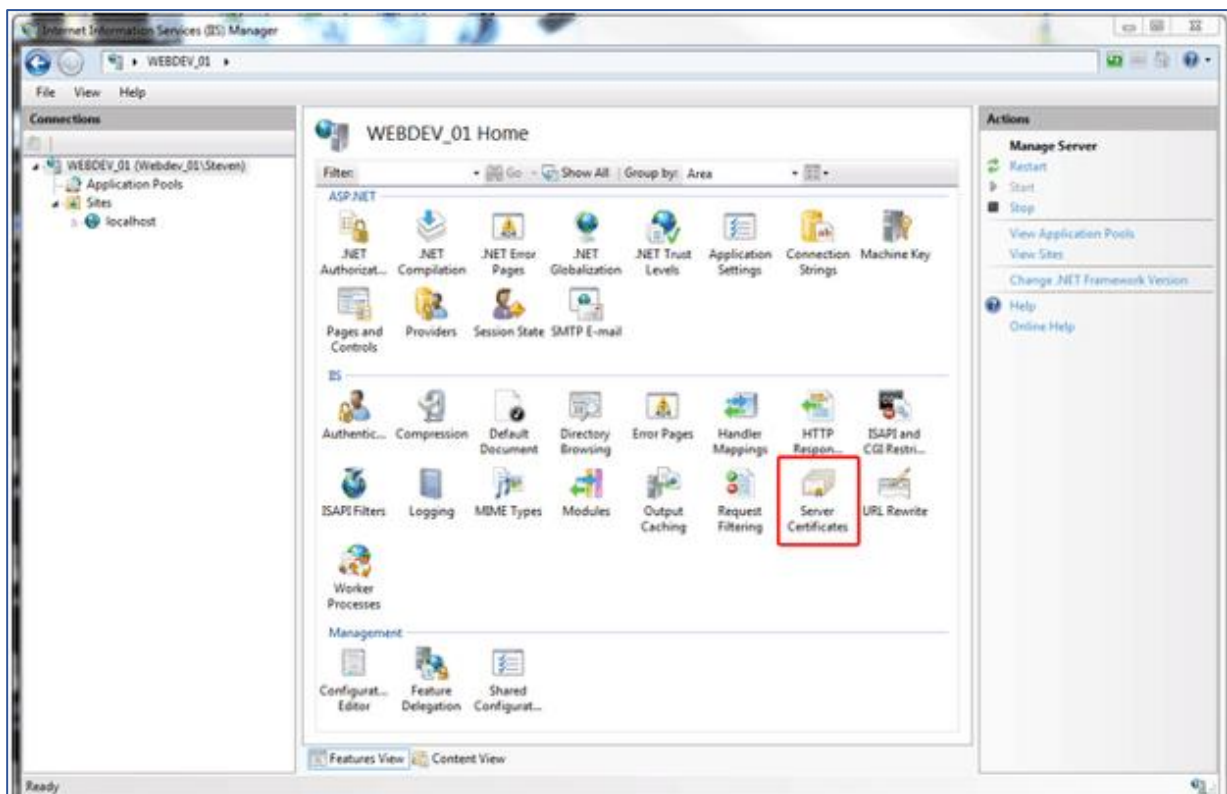 Internet Information Services (IIS) Manager
WEBDEV_01
File View Help
Connections
WEBDEV_01 (Webdev_01\Steven)
Application Pools
Sites
localhost
WEBDEV_01 Home
Filter: Go Show All Group by: Area
ASP.NET
.NET Authorizat... .NET Compilation .NET Error Pages .NET Globalization .NET Trust Levels Application Settings Connection Strings Machine Key
Pages and Controls Providers Session State SMTP E-mail
IIS
Authentic... Compression Default Document Directory Browsing Error Pages Handler Mappings HTTP Respon... ISAPI and CGI Restri...
ISAPI Filters Logging MIME Types Modules Output Caching Request Filtering Server Certificates URL Rewrite
Worker Processes
Management
Configurat... Editor Feature Delegation Shared Configurat...
Features View Content View
Ready
Actions
Manage Server
Restart
Start
Stop
View Application Pools
View Sites
Change .NET Framework Version
Help
Online Help